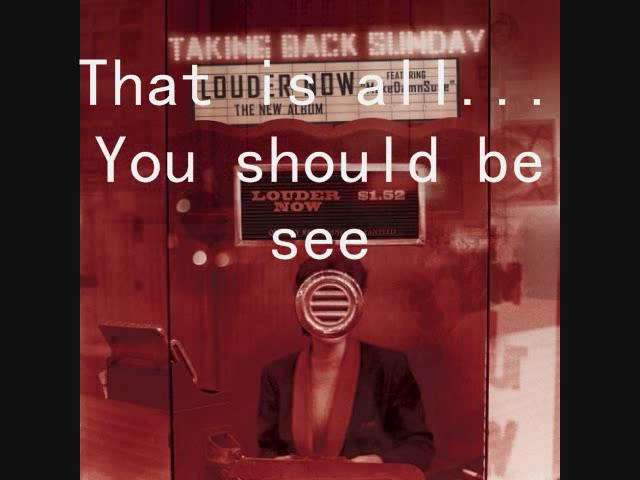 TAKING BACK SUNDAY
That is all...
LOUDER NOW
FEATURING
THE NEW ALBUM
You should be
LOUDER $1.52
NOW
see